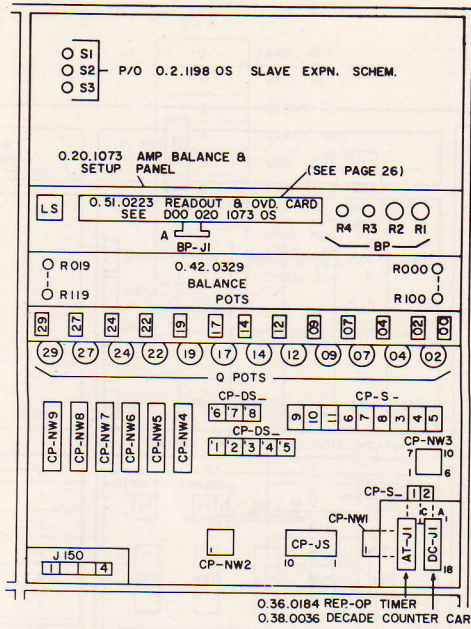 S1
S2
S3
P/O 0.2.1198 OS SLAVE EXPN. SCHEM.
0.20.1073 AMP BALANCE &
SETUP PANEL
(SEE PAGE 26)
LS
0.51.0223 READOUT & OVD. CARD
SEE D00 020 1073 OS
A
BP-J1
R4 R3 R2 R1
BP
R019
R119
0.42.0329
BALANCE
POTS
R000
R100
29 27 24 22 19 17 14 12 09 07 04 02 00
29 27 24 22 19 17 14 12 09 07 04 02
Q POTS
CP-NW9
CP-NW8
CP-NW7
CP-NW6
CP-NW5
CP-NW4
CP-DS_
6 7 8
CP-DS_
1 2 3 4 5
CP-S-
9 10 11 6 7 8 3 4 5
CP-NW3
7 10
1 6
CP-S_ 1 2
C A
1
CP-NW1
1
AT-J1
DC-J1
18
1
CP-NW2
CP-JS
10 1
J150
1 4
0.36.0184 REP.-OP TIMER
0.38.0036 DECADE COUNTER CAR